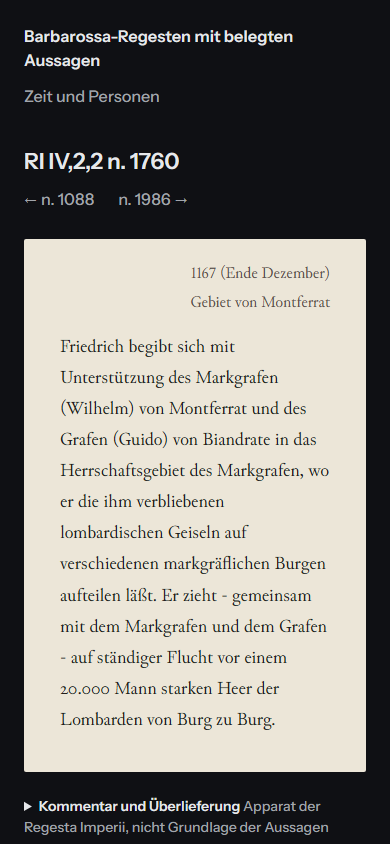 Barbarossa-Regesten mit belegten
Aussagen
Zeit und Personen
RI IV,2,2 n. 1760
← n. 1088 n. 1986 →
1167 (Ende Dezember)
Gebiet von Montferrat
Friedrich begibt sich mit
Unterstützung des Markgrafen
(Wilhelm) von Montferrat und des
Grafen (Guido) von Biandrate in das
Herrschaftsgebiet des Markgrafen, wo
er die ihm verbliebenen
lombardischen Geiseln auf
verschiedenen markgräflichen Burgen
aufteilen läßt. Er zieht - gemeinsam
mit dem Markgrafen und dem Grafen
- auf ständiger Flucht vor einem
20.000 Mann starken Heer der
Lombarden von Burg zu Burg.
▶ Kommentar und Überlieferung Apparat der
Regesta Imperii, nicht Grundlage der Aussagen